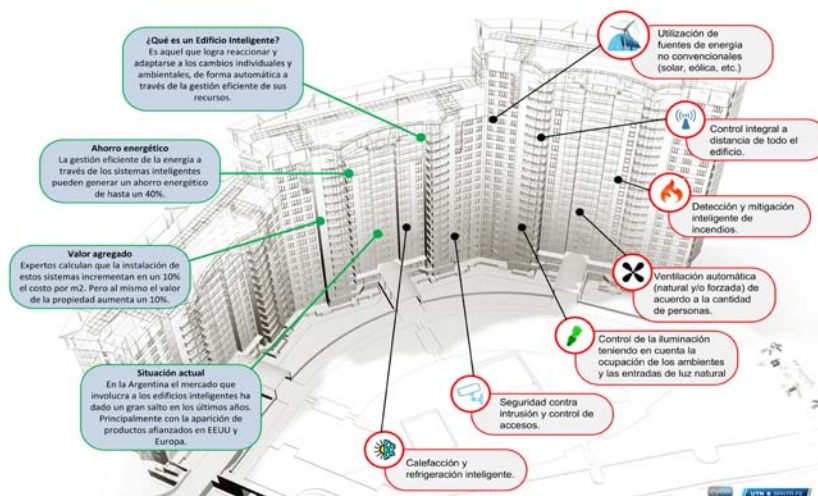 ¿Qué es un Edificio Inteligente?
Es aquel que logra reaccionar y
adaptarse a los cambios individuales y
ambientales, de forma automática a
través de la gestión eficiente de sus
recursos.
Ahorro energético
La gestión eficiente de la energía a
través de los sistemas inteligentes
pueden generar un ahorro energético
de hasta un 40%.
Valor agregado
Expertos calculan que la instalación de
estos sistemas incrementan en un 10%
el costo por m2. Pero al mismo el valor
de la propiedad aumenta un 10%.
Situación actual
En la Argentina el mercado que
involucra a los edificios inteligentes ha
dado un gran salto en los últimos años.
Principalmente con la aparición de
productos afianzados en EEUU y
Europa.
Utilización de
fuentes de energía
no convencionales
(solar, eólica, etc.)
Control integral a
distancia de todo el
edificio.
Detección y mitigación
inteligente de
incendios.
Ventilación automática
(natural y/o forzada) de
acuerdo a la cantidad
de personas.
Control de la iluminación
teniendo en cuenta la
ocupación de los ambientes
y las entradas de luz natural
Seguridad contra
intrusión y control de
accesos.
Calefacción y
refrigeración inteligente.
UTN SANTA FE